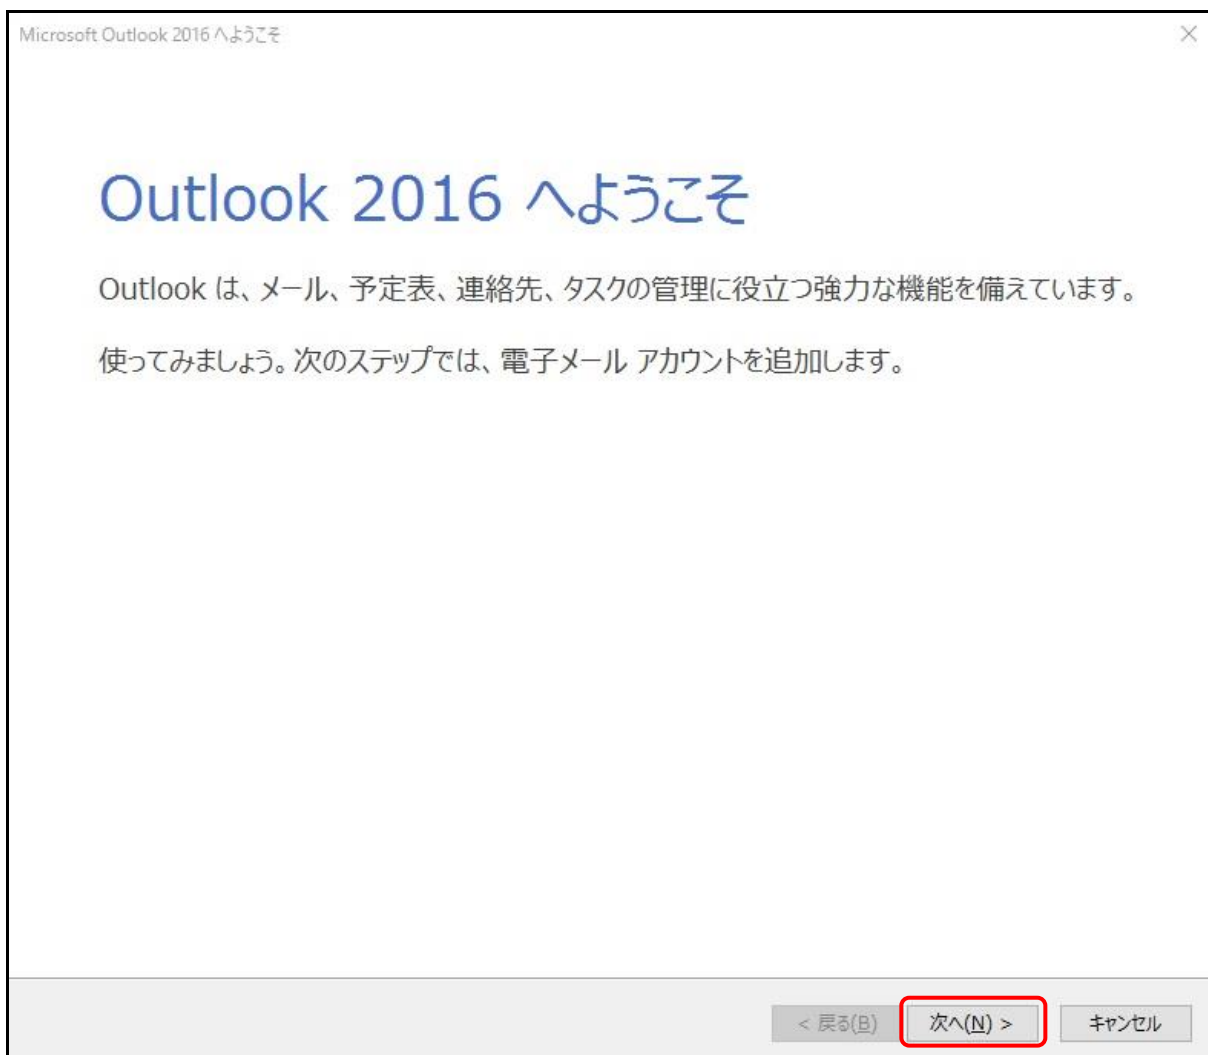 Microsoft Outlook 2016 へようこそ
Outlook 2016 へようこそ
Outlook は、メール、予定表、連絡先、タスクの管理に役立つ強力な機能を備えています。
使ってみましょう。次のステップでは、電子メール アカウントを追加します。
< 戻る(B) 次へ(N) > キャンセル